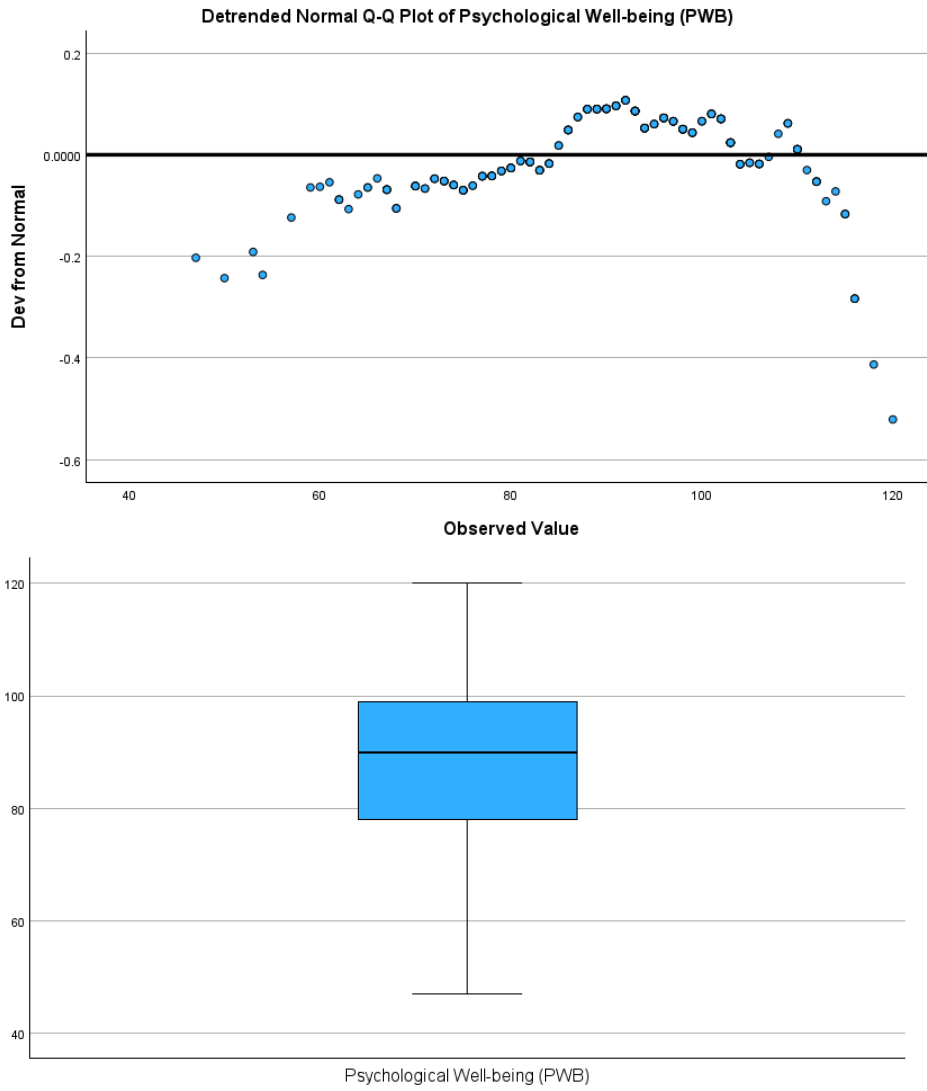 Detrended Normal Q-Q Plot of Psychological Well-being (PWB)
0.2
0.0000
-0.2
-0.4
-0.6
Dev from Normal
40 60 80 100 120
Observed Value
120
100
80
60
40
Psychological Well-being (PWB)